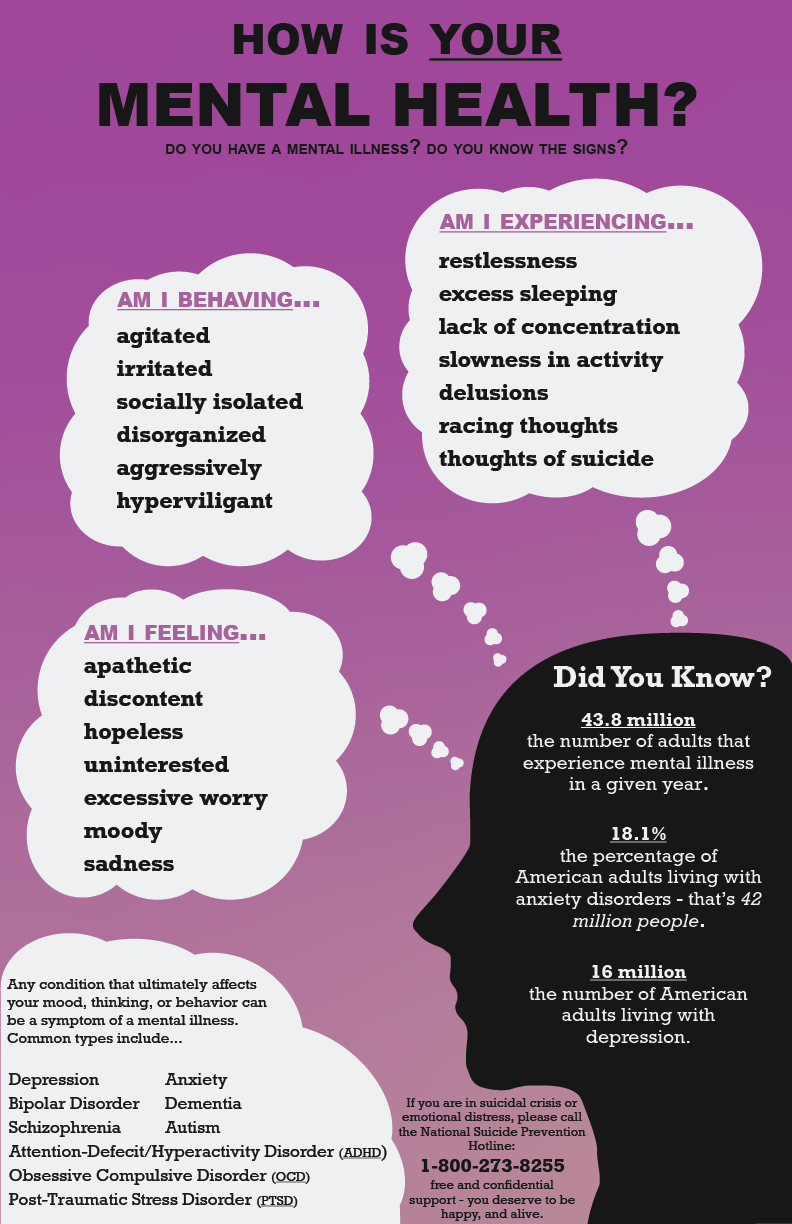 HOW IS YOUR
MENTAL HEALTH?
DO YOU HAVE A MENTAL ILLNESS? DO YOU KNOW THE SIGNS?
AM I EXPERIENCING...
restlessness
excess sleeping
lack of concentration
slowness in activity
delusions
racing thoughts
thoughts of suicide
AM I BEHAVING...
agitated
irritated
socially isolated
disorganized
aggressively
hyperviligant
AM I FEELING...
apathetic
discontent
hopeless
uninterested
excessive worry
moody
sadness
Did You Know?
43.8 million
the number of adults that
experience mental illness
in a given year.
18.1%
the percentage of
American adults living with
anxiety disorders - that's 42
million people.
16 million
the number of American
adults living with
depression.
Any condition that ultimately affects
your mood, thinking, or behavior can
be a symptom of a mental illness.
Common types include...
Depression Anxiety
Bipolar Disorder Dementia
Schizophrenia Autism
Attention-Defecit/Hyperactivity Disorder (ADHD)
Obsessive Compulsive Disorder (OCD)
Post-Traumatic Stress Disorder (PTSD)
If you are in suicidal crisis or
emotional distress, please call
the National Suicide Prevention
Hotline:
1-800-273-8255
free and confidential
support - you deserve to be
happy, and alive.